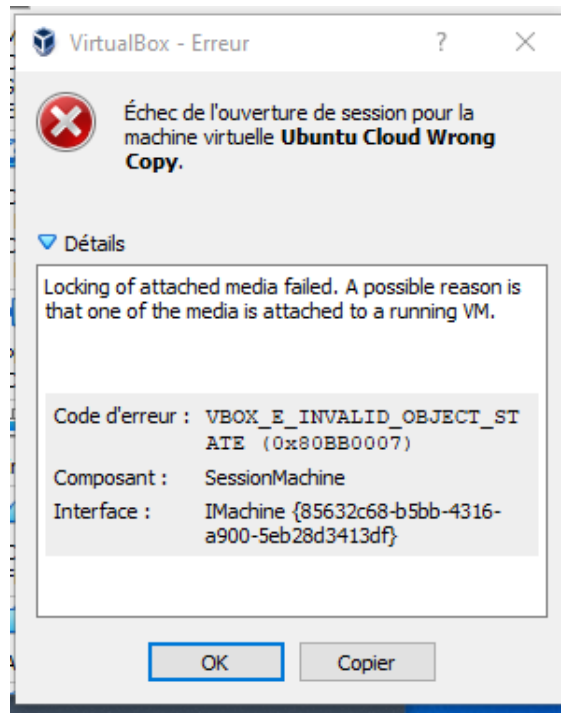 VirtualBox - Erreur
?
Échec de l'ouverture de session pour la
machine virtuelle Ubuntu Cloud Wrong
Copy.
Détails
Locking of attached media failed. A possible reason is
that one of the media is attached to a running VM.
Code d'erreur : VBOX_E_INVALID_OBJECT_ST
ATE (0x80BB0007)
Composant : SessionMachine
Interface : IMachine {85632c68-b5bb-4316-
a900-5eb28d3413df}
OK
Copier